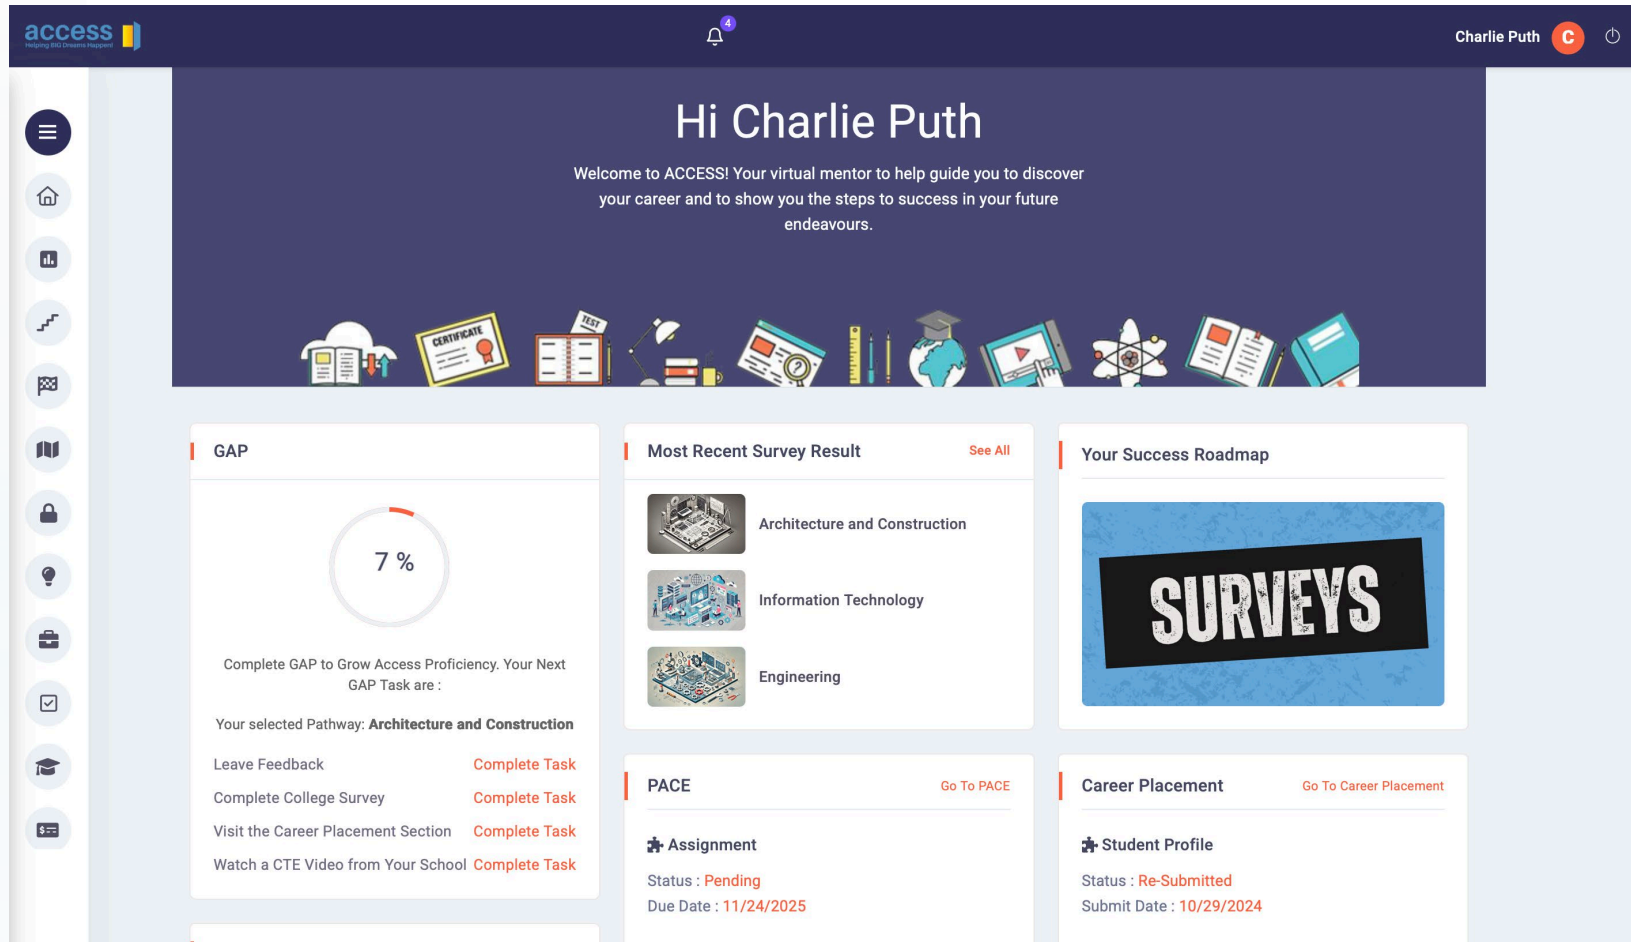 access
Helping BIG Dreams Happen!
4
Charlie Puth
C
Hi Charlie Puth
Welcome to ACCESS! Your virtual mentor to help guide you to discover
your career and to show you the steps to success in your future
endeavours.
CERTIFICATE
TEST
GAP
7 %
Complete GAP to Grow Access Proficiency. Your Next
GAP Task are :
Your selected Pathway: Architecture and Construction
Leave Feedback Complete Task
Complete College Survey Complete Task
Visit the Career Placement Section Complete Task
Watch a CTE Video from Your School Complete Task
Most Recent Survey Result See All
Architecture and Construction
Information Technology
Engineering
Your Success Roadmap
SURVEYS
PACE Go To PACE
Assignment
Status : Pending
Due Date : 11/24/2025
Career Placement Go To Career Placement
Student Profile
Status : Re-Submitted
Submit Date : 10/29/2024